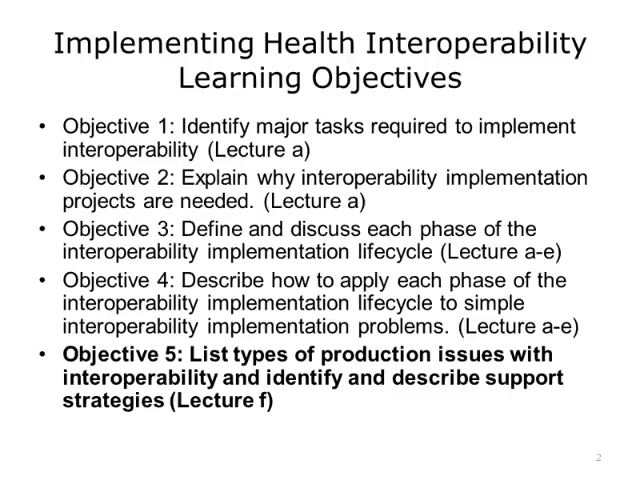 Implementing Health Interoperability
Learning Objectives
• Objective 1: Identify major tasks required to implement
interoperability (Lecture a)
• Objective 2: Explain why interoperability implementation
projects are needed. (Lecture a)
• Objective 3: Define and discuss each phase of the
interoperability implementation lifecycle (Lecture a-e)
• Objective 4: Describe how to apply each phase of the
interoperability implementation lifecycle to simple
interoperability implementation problems. (Lecture a-e)
• Objective 5: List types of production issues with
interoperability and identify and describe support
strategies (Lecture f)
2